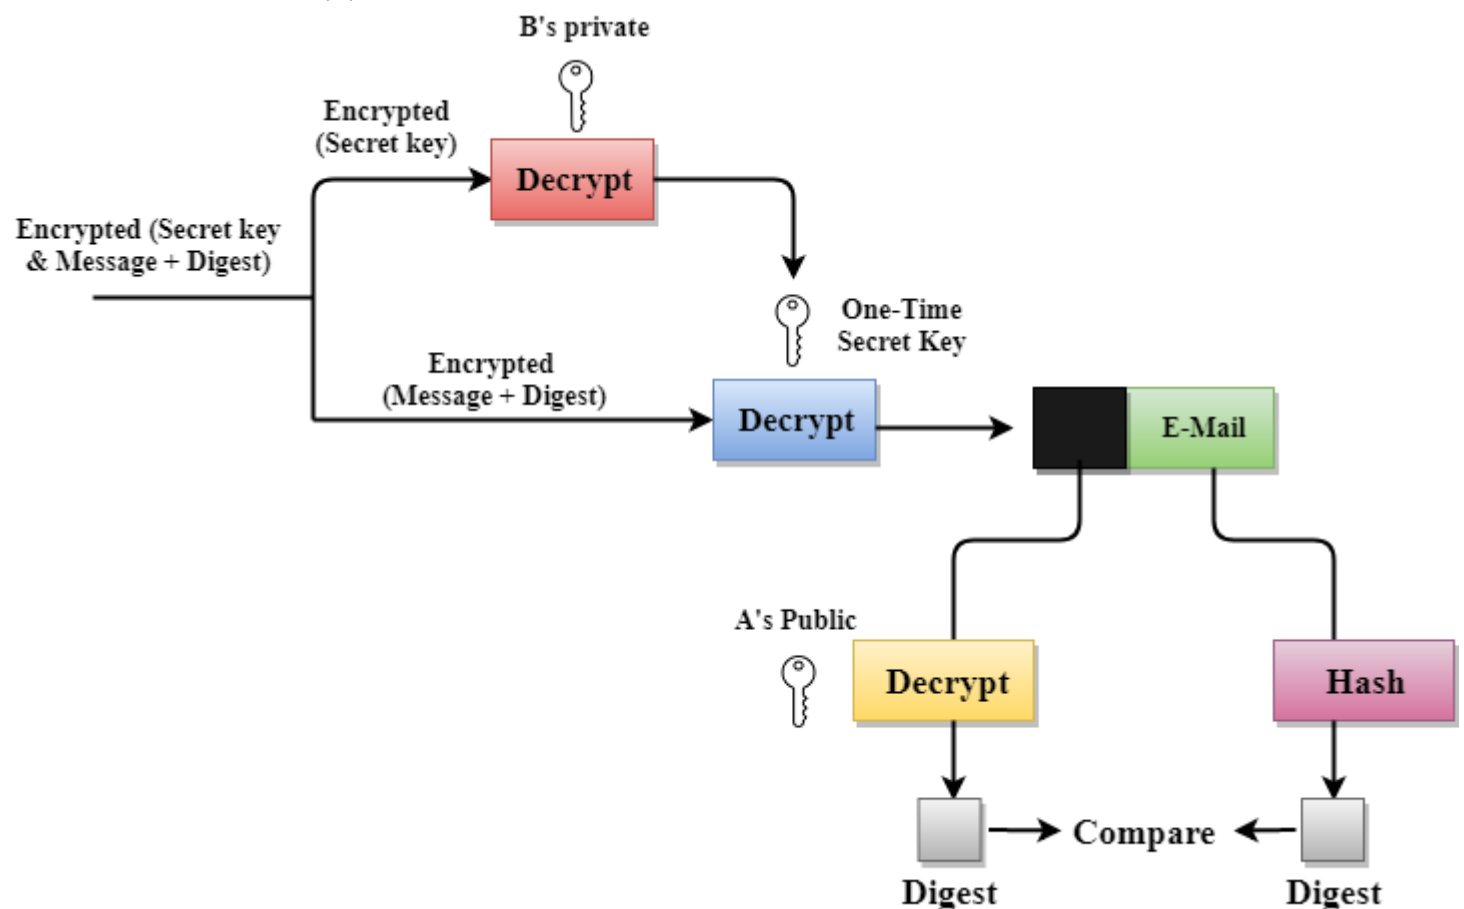 B's private
Encrypted
(Secret key)
Decrypt
Encrypted (Secret key
& Message + Digest)
One-Time
Secret Key
Encrypted
(Message + Digest)
Decrypt
E-Mail
A's Public
Decrypt
Hash
Compare
Digest
Digest